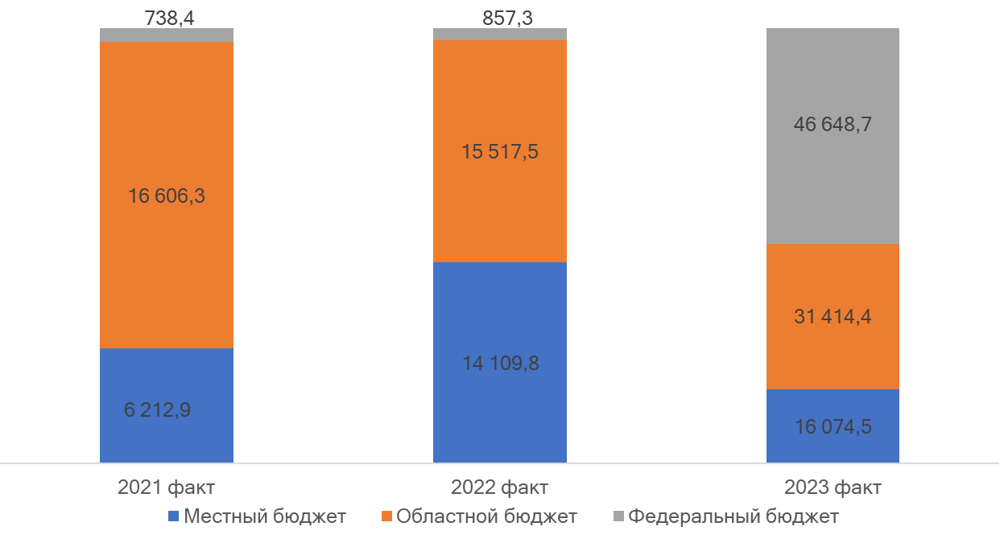 738,4
857,3
46 648,7
15 517,5
16 606,3
31 414,4
14 109,8
6 212,9
16 074,5
2021 факт
2022 факт
2023 факт
Местный бюджет
Областной бюджет
Федеральный бюджет